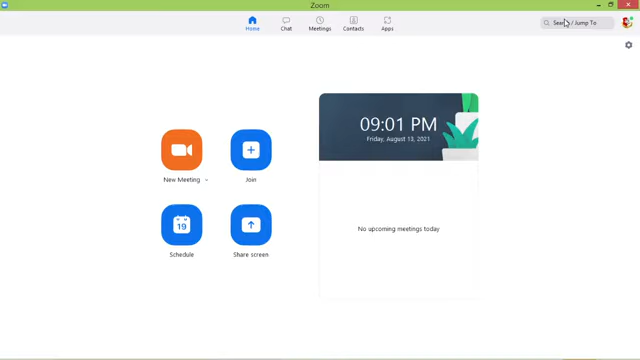 Zoom
Home
Chat
Meetings
Contacts
Apps
Search / Jump To
09:01 PM
Friday, August 13, 2021
New Meeting
Join
19
Schedule
Share screen
No upcoming meetings today